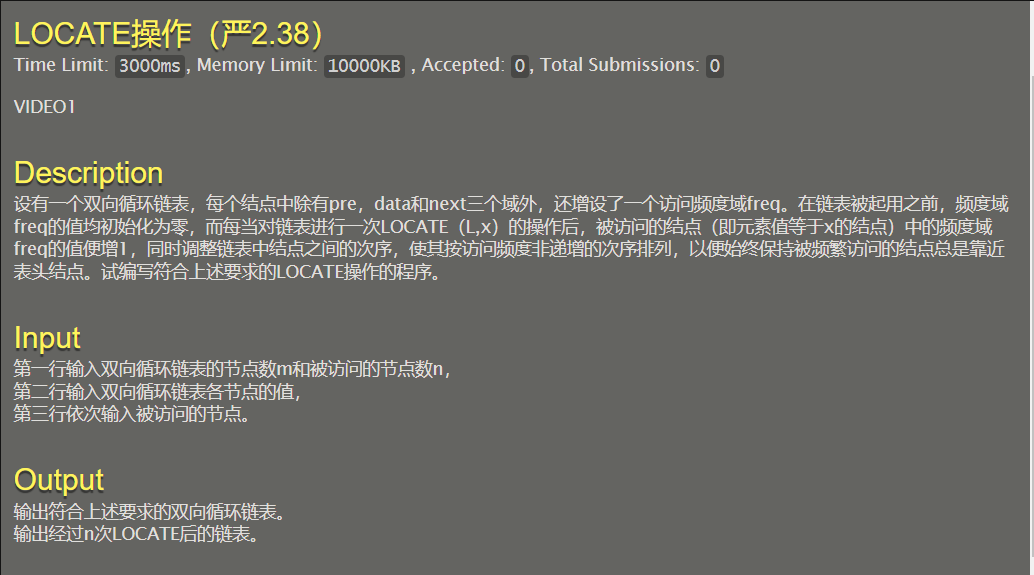 LOCATE操作（严2.38）
Time Limit: 3000ms, Memory Limit: 10000KB , Accepted: 0, Total Submissions: 0
VIDEO1
Description
设有一个双向循环链表，每个结点中除有pre，data和next三个域外，还增设了一个访问频度域freq。在链表被起用之前，频度域
freq的值均初始化为零，而每当对链表进行一次LOCATE（L,x）的操作后，被访问的结点（即元素值等于x的结点）中的频度域
freq的值便增1，同时调整链表中结点之间的次序，使其按访问频度非递增的次序排列，以便始终保持被频繁访问的结点总是靠近
表头结点。试编写符合上述要求的LOCATE操作的程序。
Input
第一行输入双向循环链表的节点数m和被访问的节点数n，
第二行输入双向循环链表各节点的值，
第三行依次输入被访问的节点。
Output
输出符合上述要求的双向循环链表。
输出经过n次LOCATE后的链表。